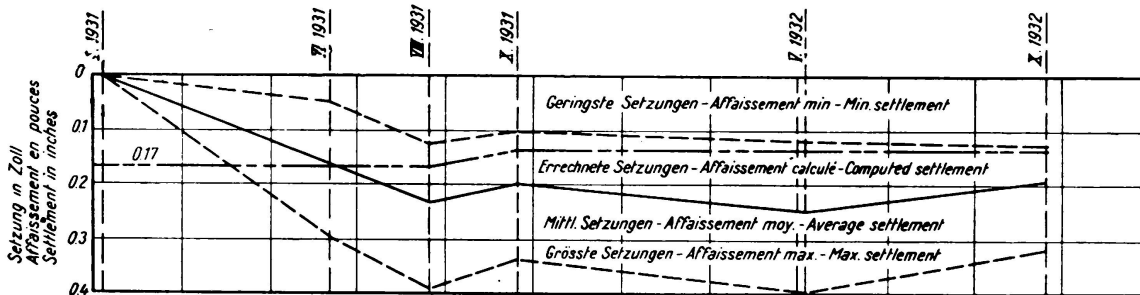 1931
VI. 1931
VIII. 1931
X. 1931
V. 1932
X. 1932
Setzung in Zoll
Affaissement en pouces
Settlement in inches
0
0.1
0.2
0.3
0.4
0.17
Geringste Setzungen - Affaissement min - Min. settlement
Errechnete Setzungen - Affaissement calculé - Computed settlement
Mittl. Setzungen - Affaissement moy. - Average settlement
Grösste Setzungen - Affaissement max. - Max. settlement